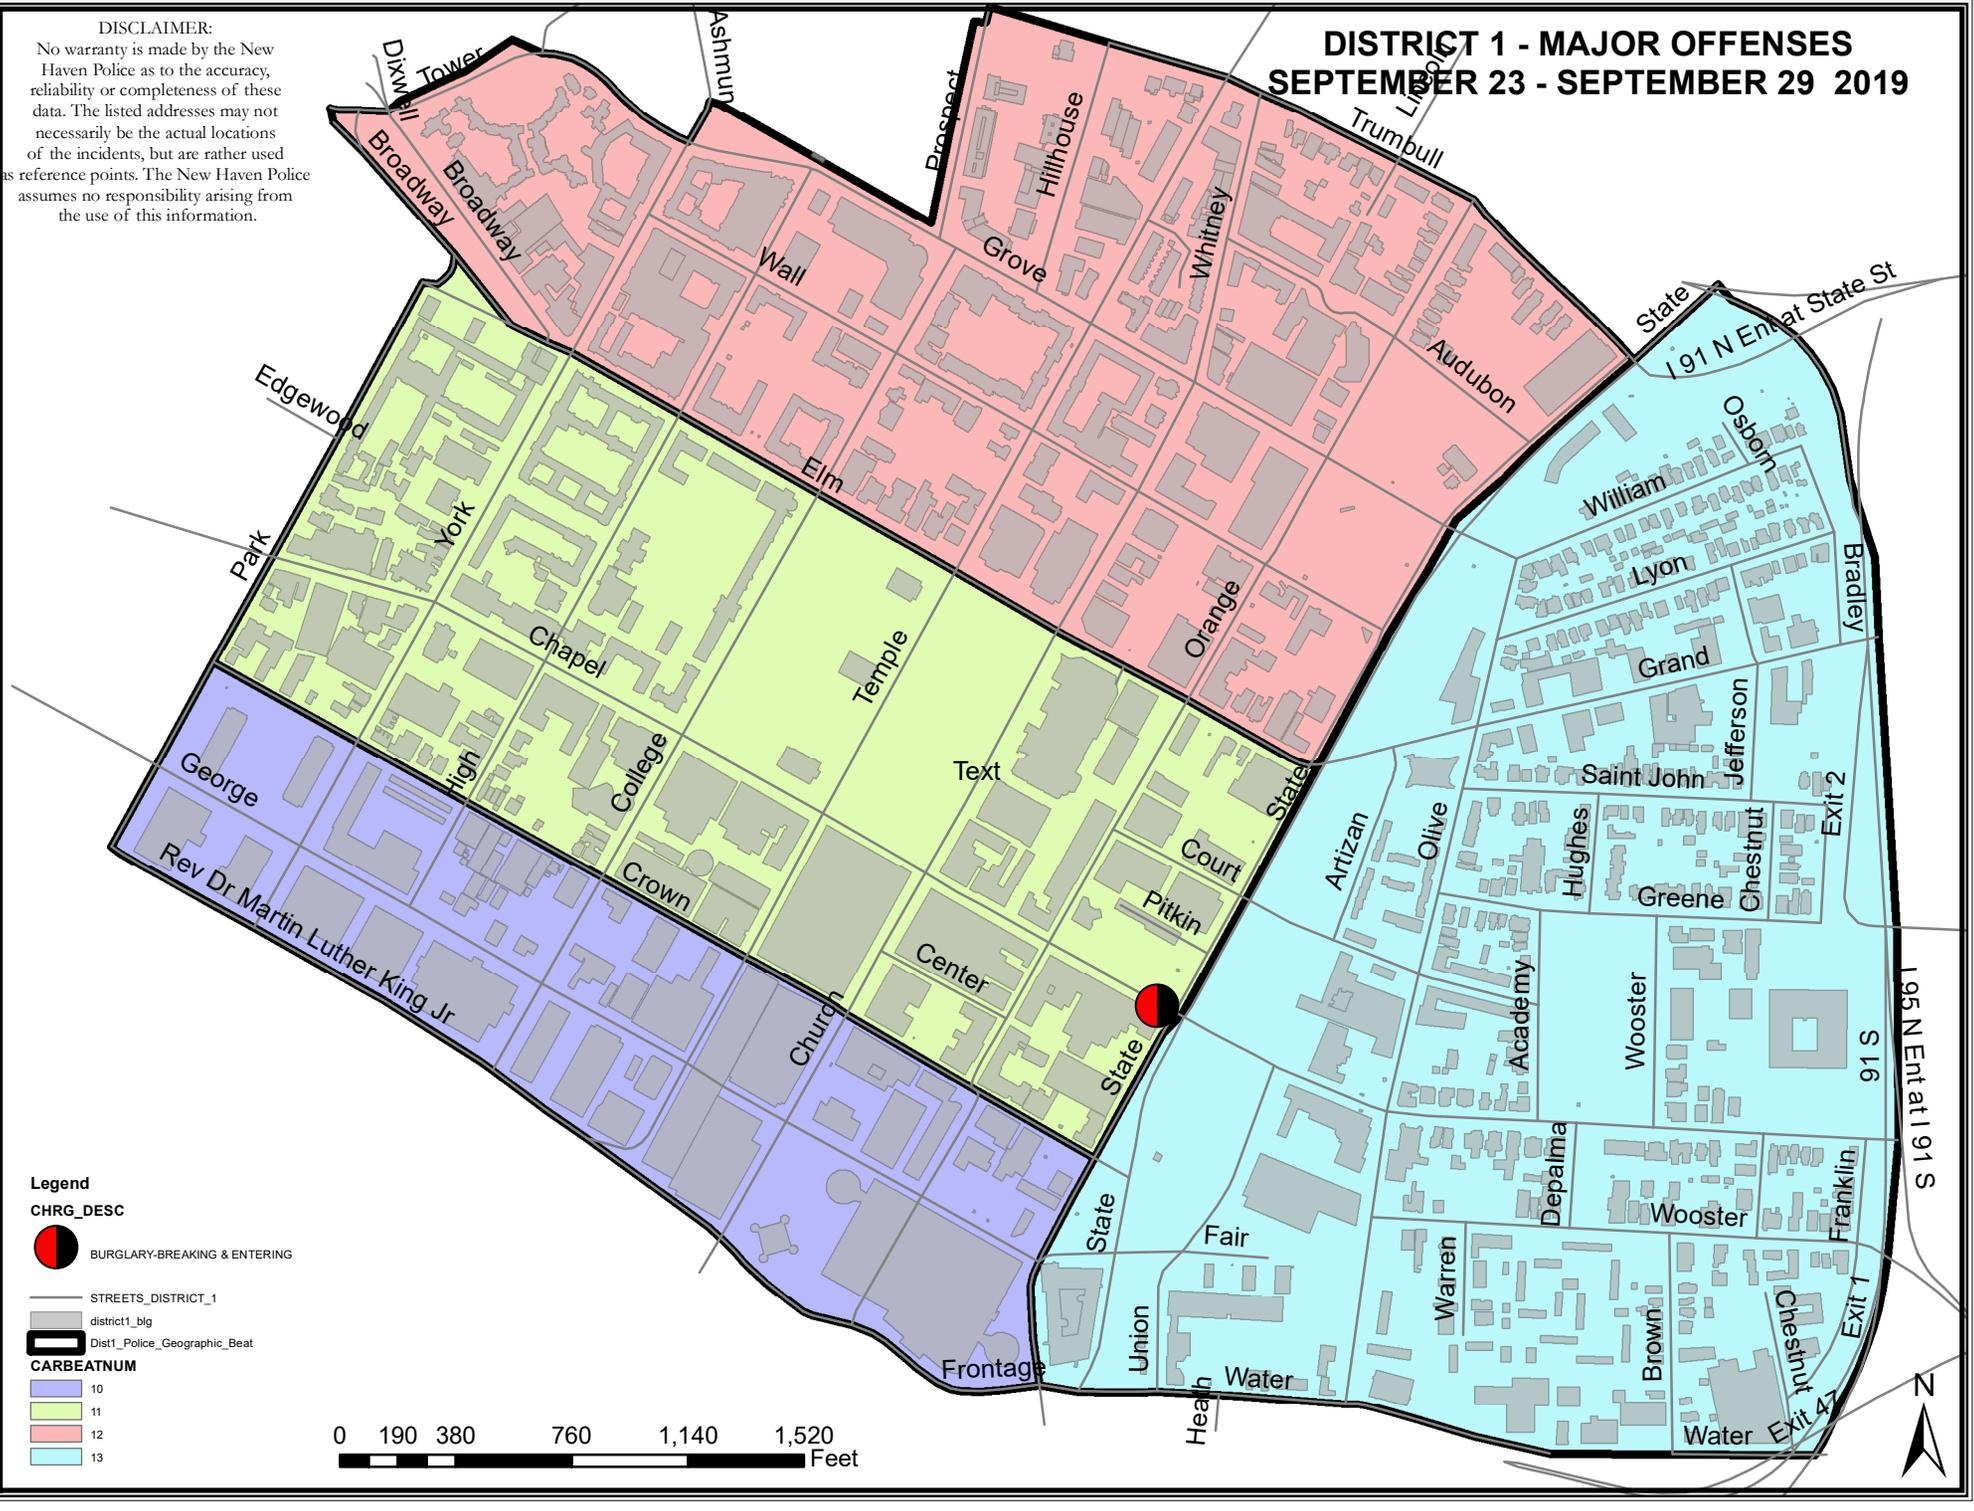 DISCLAIMER:
No warranty is made by the New
Haven Police as to the accuracy,
reliability or completeness of these
data. The listed addresses may not
necessarily be the actual locations
of the incidents, but are rather used
as reference points. The New Haven Police
assumes no responsibility arising from
the use of this information.
DISTRICT 1 - MAJOR OFFENSES
SEPTEMBER 23 - SEPTEMBER 29 2019
Dixwell
Tower
Ashmun
Prospect
Hillhouse
Lincoln
Trumbull
Broadway
Broadway
Wall
Grove
Whitney
State
I 91 N Ent at State St
Audubon
Edgewood
Osborn
Elm
William
York
Park
Lyon
Bradley
Orange
Chapel
Temple
Grand
Jefferson
George
High
College
Text
State
Saint John
Exit 2
Artizan
Olive
Court
Hughes
Chestnut
Crown
Pitkin
Greene
Rev Dr Martin Luther King Jr
Center
Church
Academy
Wooster
91 S
I 95 N Ent at I 91 S
State
Depalma
Wooster
Franklin
State
Fair
Warren
Union
Brown
Chestnut
Exit 1
Frontage
Water
Heath
Water
Exit 47
Legend
CHRG_DESC
BURGLARY-BREAKING & ENTERING
STREETS_DISTRICT_1
district1_blg
Dist1_Police_Geographic_Beat
CARBEATNUM
10
11
12
13
0 190 380 760 1,140 1,520
Feet
N